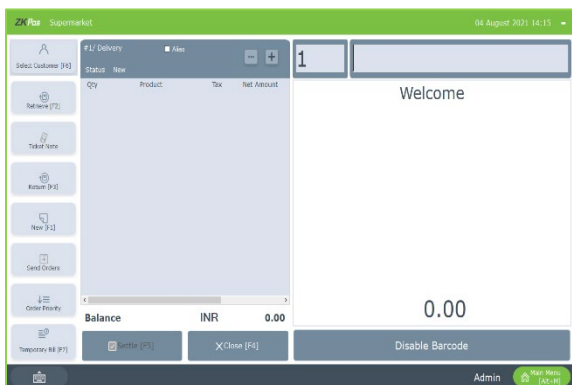 ZKPos Supermarket
04 August 2021 14:15
Select Customer [F6]
Retrieve [F2]
Ticket Note
Return [F3]
New [F1]
Send Orders
Order Priority
Temporary Bill [F7]
#1/ Delivery Alies
Status New
- +
Qty Product Tax Net Amount
Balance INR 0.00
Settle [F5]
Close [F4]
1
Welcome
0.00
Disable Barcode
Admin
Main Menu
[Alt+M]